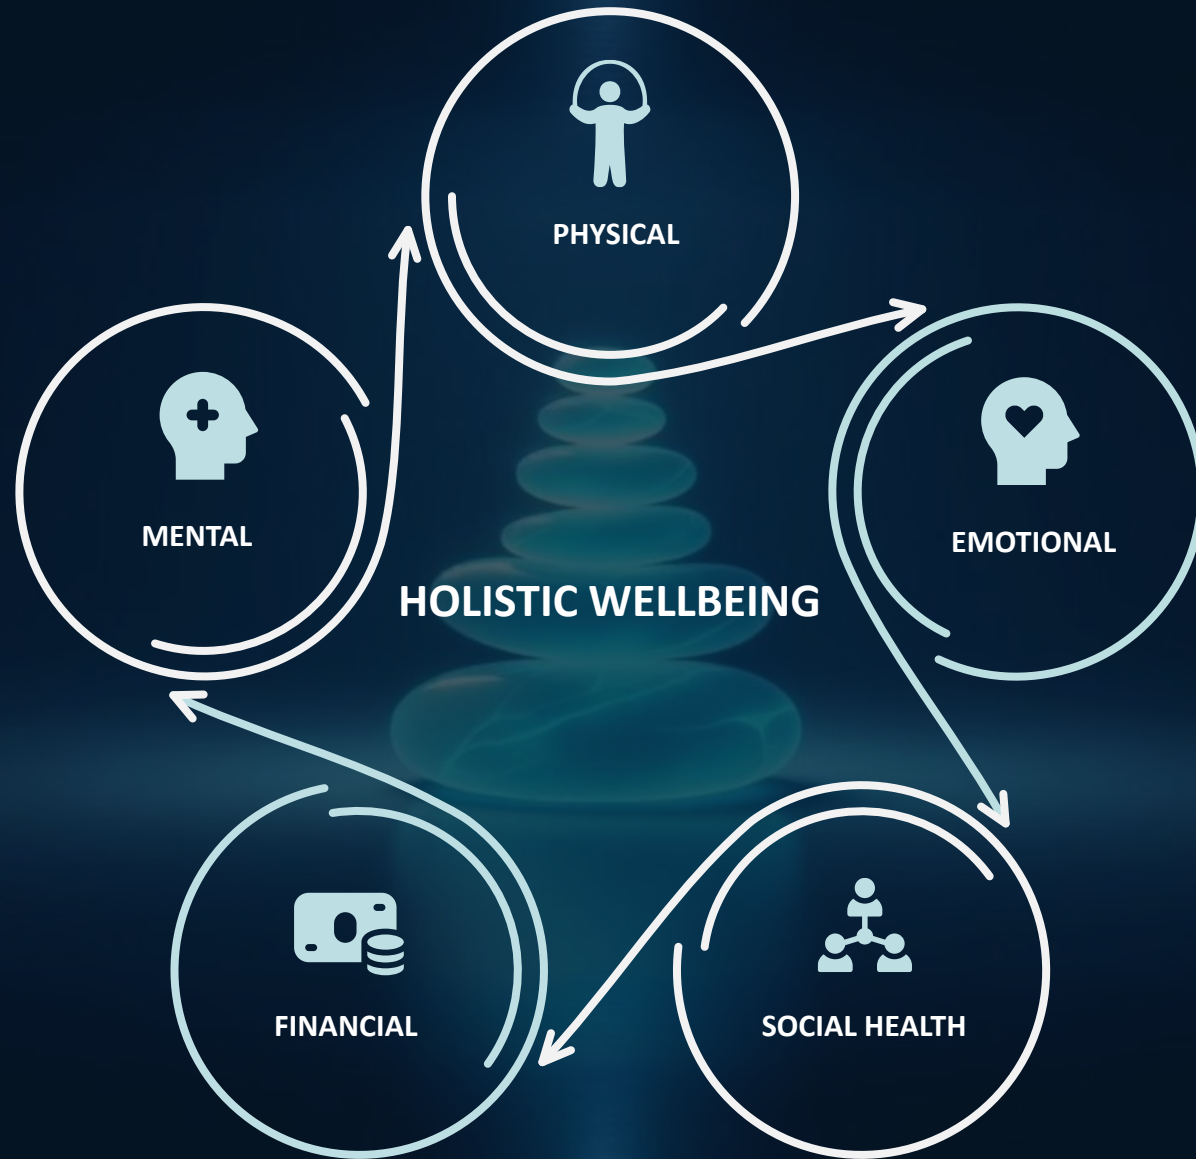 PHYSICAL
MENTAL
EMOTIONAL
HOLISTIC WELLBEING
FINANCIAL
SOCIAL HEALTH